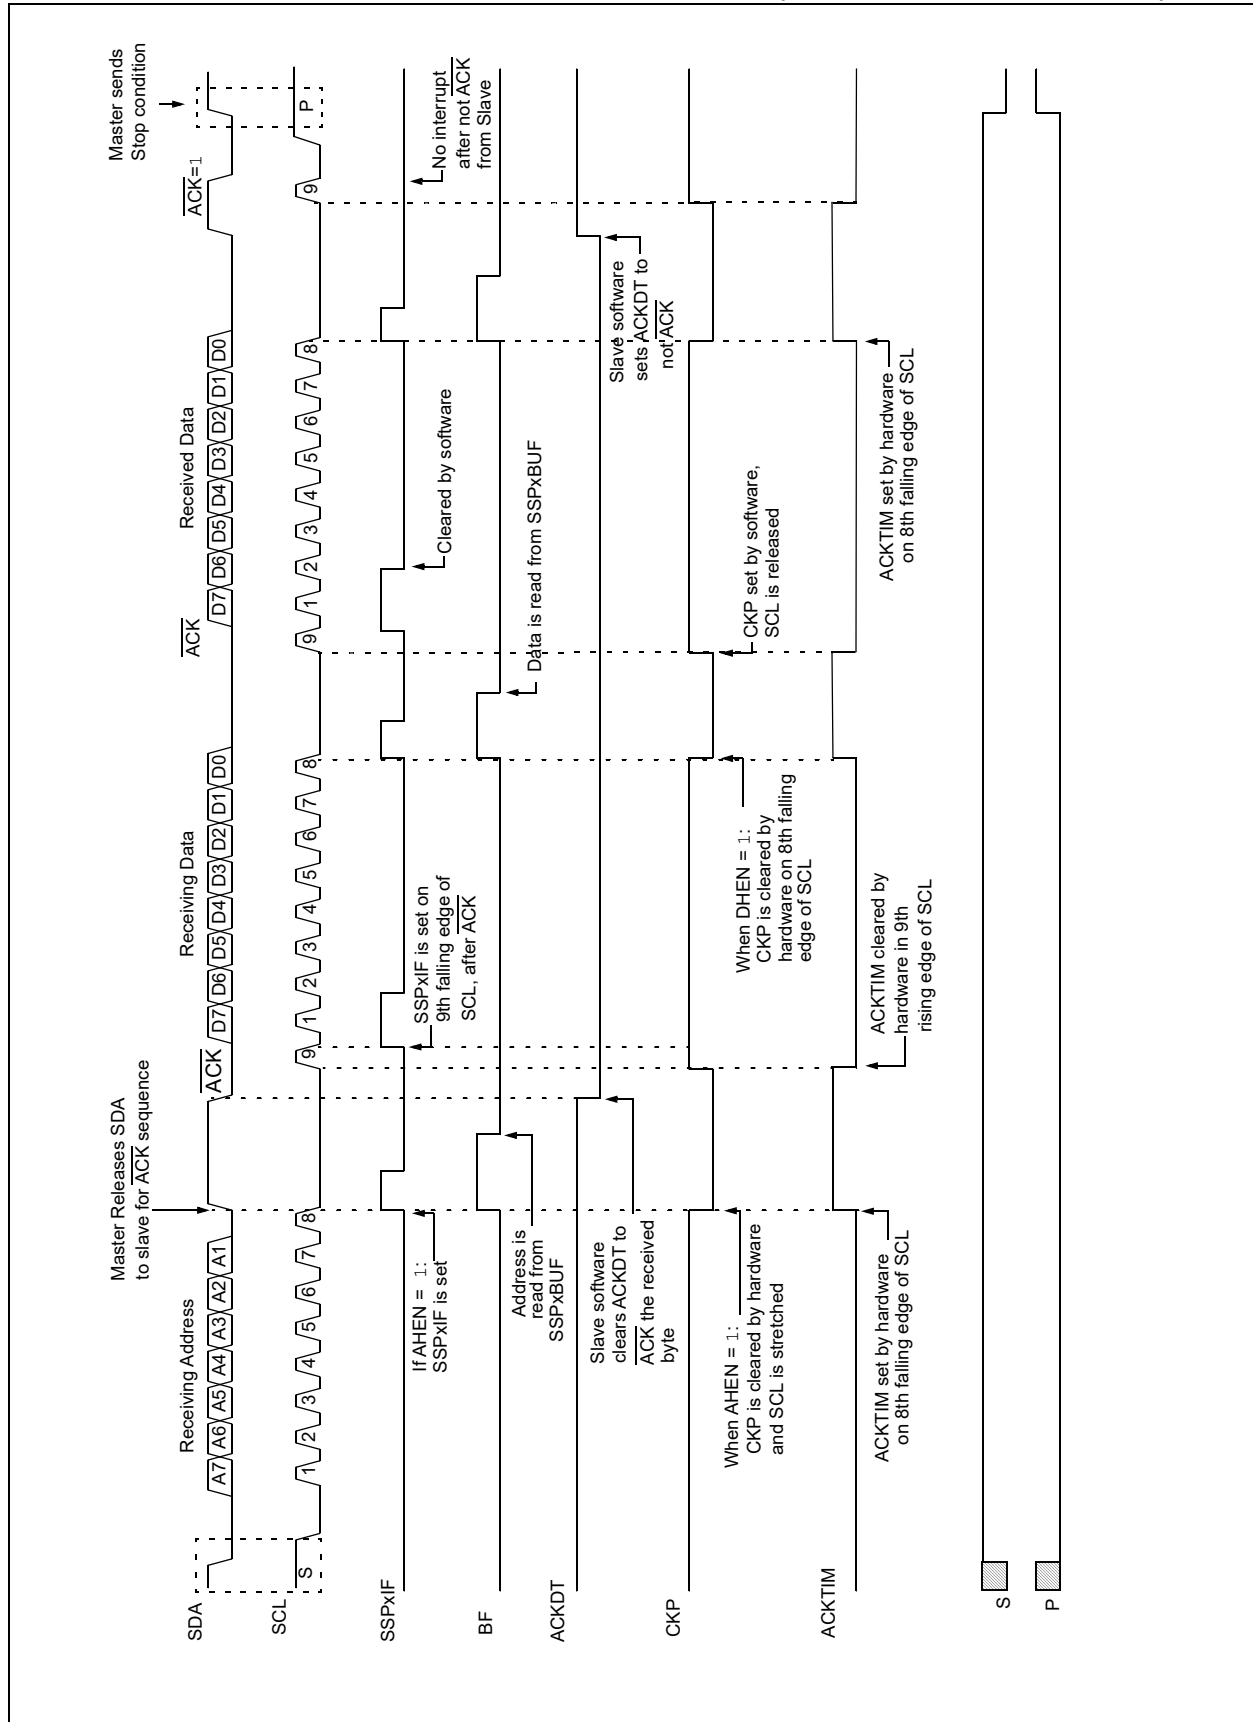 Master Releases SDA
to slave for ACK sequence
Master sends
Stop condition
Receiving Address
Receiving Data
Received Data
ACK
ACK
ACK=1
SDA
A7 A6 A5 A4 A3 A2 A1
D7 D6 D5 D4 D3 D2 D1 D0
D7 D6 D5 D4 D3 D2 D1 D0
SCL
S
1 2 3 4 5 6 7 8 9
1 2 3 4 5 6 7 8 9
1 2 3 4 5 6 7 8 9
P
SSPxIF
If AHEN = 1:
SSPxIF is set
SSPxIF is set on
9th falling edge of
SCL, after ACK
Cleared by software
No interrupt
after not ACK
from Slave
BF
Address is
read from
SSPxBUF
Data is read from SSPxBUF
ACKDT
Slave software
clears ACKDT to
ACK the received
byte
Slave software
sets ACKDT to
not ACK
CKP
When AHEN = 1:
CKP is cleared by hardware
and SCL is stretched
When DHEN = 1:
CKP is cleared by
hardware on 8th falling
edge of SCL
CKP set by software,
SCL is released
ACKTIM
ACKTIM set by hardware
on 8th falling edge of SCL
ACKTIM cleared by
hardware in 9th
rising edge of SCL
ACKTIM set by hardware
on 8th falling edge of SCL
S
P